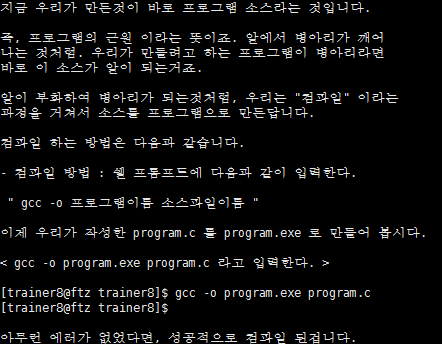 지금 우리가 만든것이 바로 프로그램 소스라는 것입니다.
즉, 프로그램의 근원 이라는 뜻이죠. 알에서 병아리가 깨어
나는 것처럼. 우리가 만들려고 하는 프로그램이 병아리라면
바로 이 소스가 알이 되는거죠.
알이 부화하여 병아리가 되는것처럼, 우리는 "컴파일" 이라는
과정을 거쳐서 소스를 프로그램으로 만든답니다.
컴파일 하는 방법은 다음과 같습니다.
- 컴파일 방법 : 쉘 프롬프트에 다음과 같이 입력한다.
" gcc -o 프로그램이름 소스파일이름 "
이제 우리가 작성한 program.c 를 program.exe 로 만들어 봅시다.
< gcc -o program.exe program.c 라고 입력한다. >
[trainer8@ftz trainer8]$ gcc -o program.exe program.c
[trainer8@ftz trainer8]$
아무런 에러가 없었다면, 성공적으로 컴파일 된겁니다.